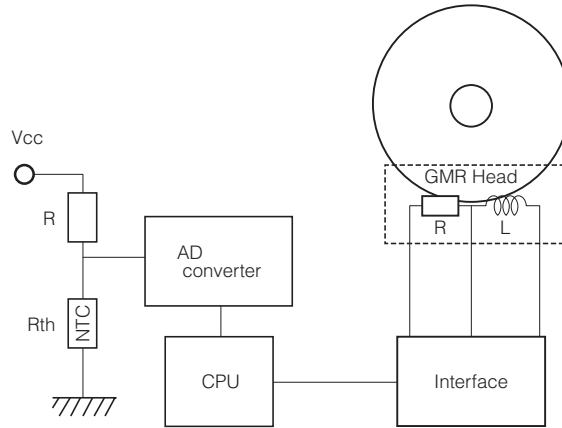 Vcc
R
Rth
NTC
AD
converter
CPU
GMR Head
R
L
Interface